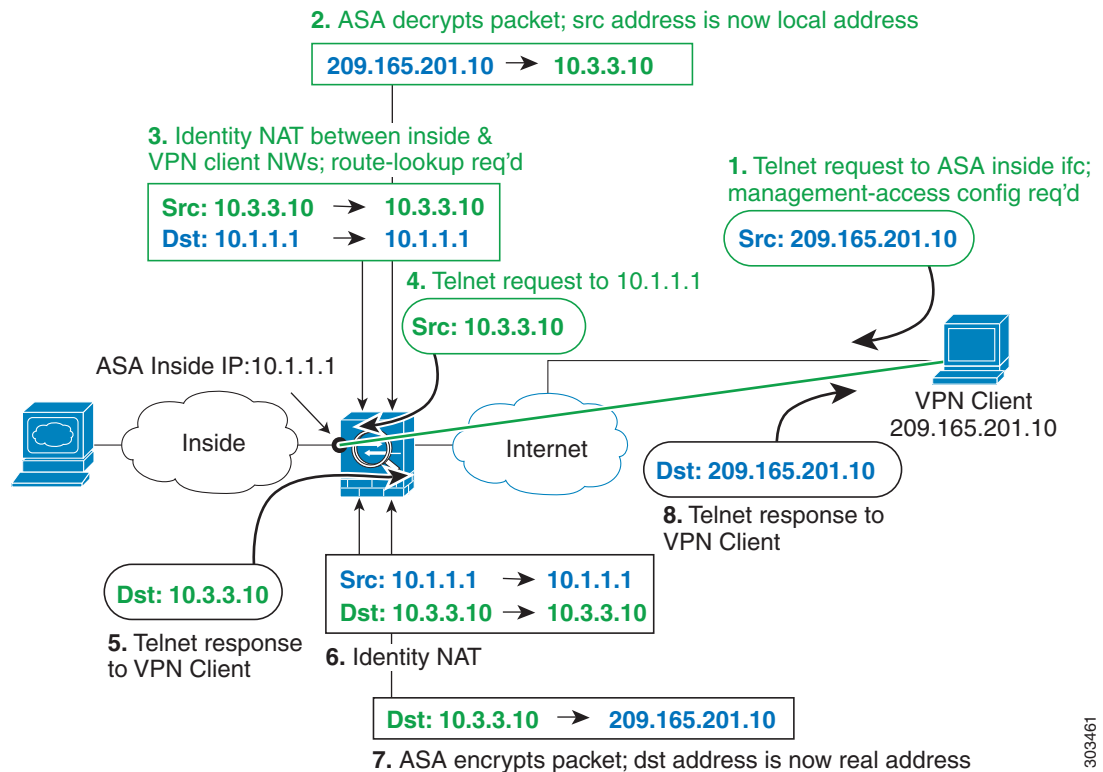 2. ASA decrypts packet; src address is now local address
209.165.201.10 → 10.3.3.10
3. Identity NAT between inside &
VPN client NWs; route-lookup req'd
Src: 10.3.3.10 → 10.3.3.10
Dst: 10.1.1.1 → 10.1.1.1
1. Telnet request to ASA inside ifc;
management-access config req'd
Src: 209.165.201.10
4. Telnet request to 10.1.1.1
Src: 10.3.3.10
ASA Inside IP:10.1.1.1
Inside
Internet
VPN Client
209.165.201.10
Dst: 209.165.201.10
8. Telnet response to
VPN Client
Dst: 10.3.3.10
5. Telnet response
to VPN Client
Src: 10.1.1.1 → 10.1.1.1
Dst: 10.3.3.10 → 10.3.3.10
6. Identity NAT
Dst: 10.3.3.10 → 209.165.201.10
7. ASA encrypts packet; dst address is now real address
303461